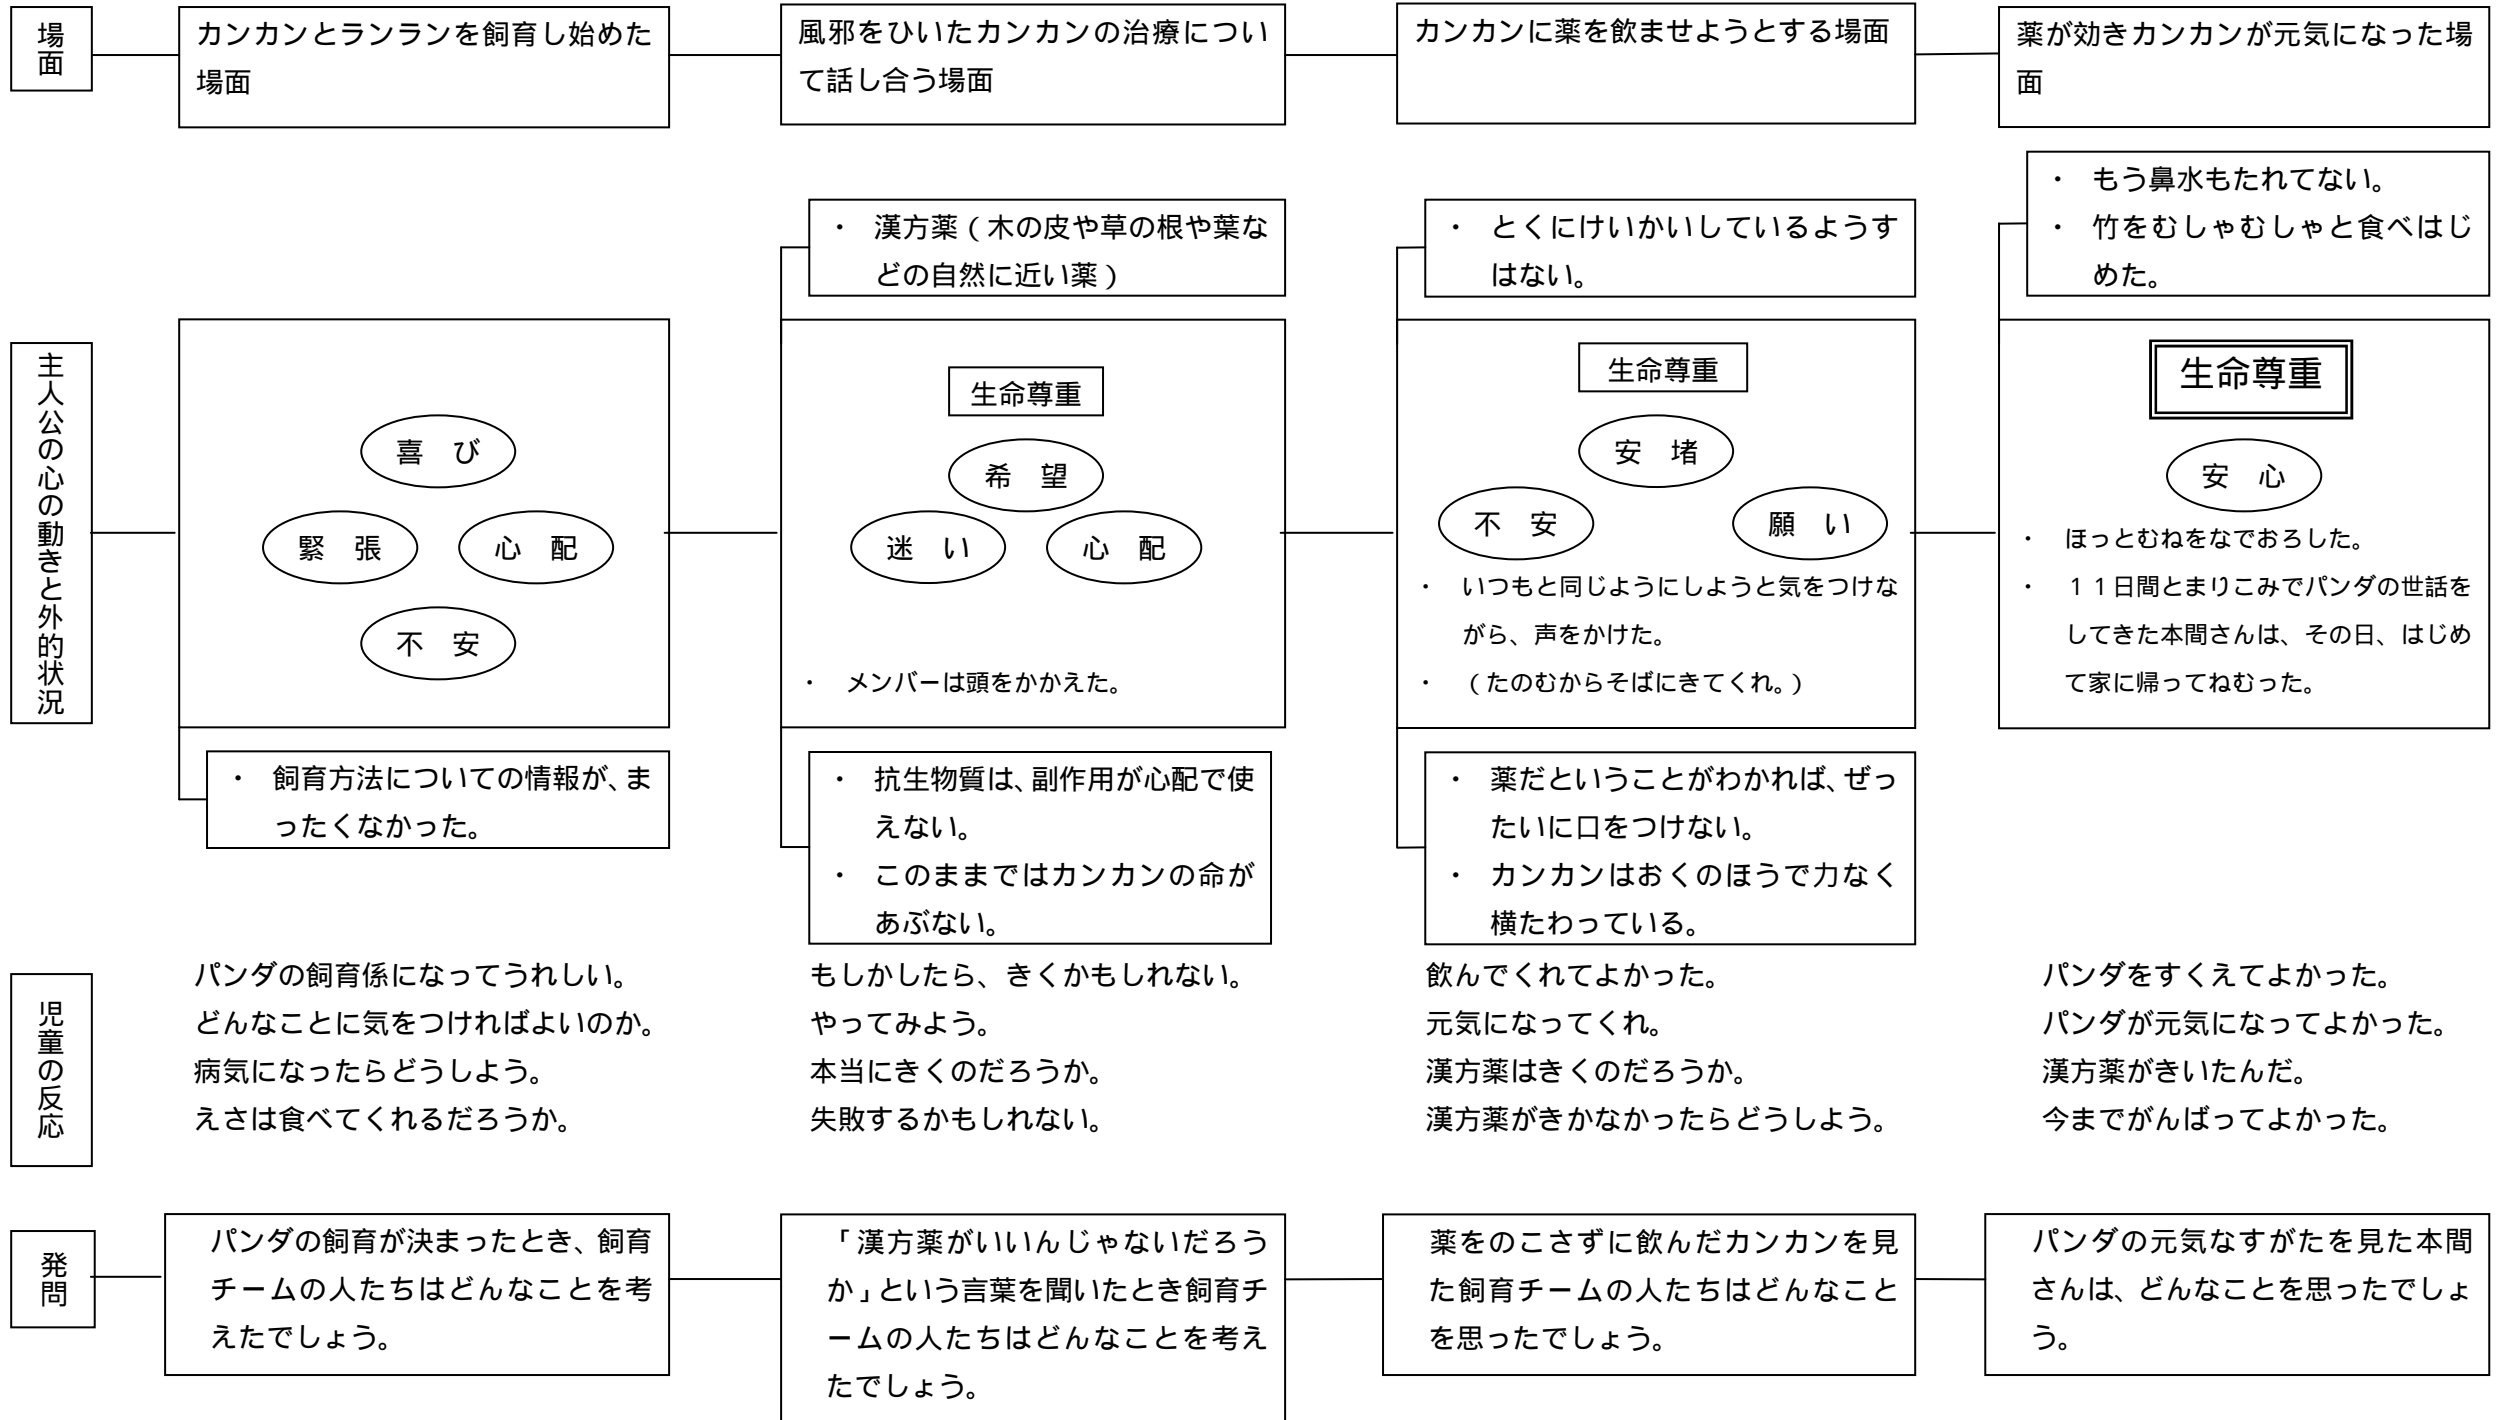 場面
カンカンとランランを飼育し始めた
場面
風邪をひいたカンカンの治療につい
て話し合う場面
カンカンに薬を飲ませようとする場面
薬が効きカンカンが元気になった場
面
主人公の心の動きと外的状況
喜　び
緊　張
心　配
不　安
・　飼育方法についての情報が、ま
ったくなかった。
・　漢方薬（木の皮や草の根や葉な
どの自然に近い薬）
生命尊重
希　望
迷　い
心　配
・　メンバーは頭をかかえた。
・　抗生物質は、副作用が心配で使
えない。
・　このままではカンカンの命が
あぶない。
・　とくにけいかいしているようす
はない。
生命尊重
安　堵
不　安
願　い
・　いつもと同じようにしようと気をつけな
がら、声をかけた。
・　（たのむからそばにきてくれ。）
・　薬だということがわかれば、ぜっ
たいに口をつけない。
・　カンカンはおくのほうで力なく
横たわっている。
・　もう鼻水もたれてない。
・　竹をむしゃむしゃと食べはじ
めた。
生命尊重
安　心
・　ほっとむねをなでおろした。
・　１１日間とまりこみでパンダの世話を
してきた本間さんは、その日、はじめ
て家に帰ってねむった。
児童の反応
パンダの飼育係になってうれしい。
どんなことに気をつければよいのか。
病気になったらどうしよう。
えさは食べてくれるだろうか。
もしかしたら、きくかもしれない。
やってみよう。
本当にきくのだろうか。
失敗するかもしれない。
飲んでくれてよかった。
元気になってくれ。
漢方薬はきくのだろうか。
漢方薬がきかなかったらどうしよう。
パンダをすくえてよかった。
パンダが元気になってよかった。
漢方薬がきいたんだ。
今までがんばってよかった。
発問
パンダの飼育が決まったとき、飼育
チームの人たちはどんなことを考
えたでしょう。
「漢方薬がいいんじゃないだろう
か」という言葉を聞いたとき飼育チ
ームの人たちはどんなことを考え
たでしょう。
薬をのこさずに飲んだカンカンを見
た飼育チームの人たちはどんなこと
を思ったでしょう。
パンダの元気なすがたを見た本間
さんは、どんなことを思ったでしょ
う。